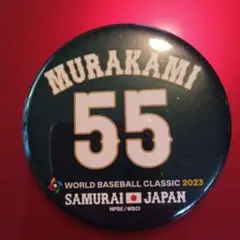 MURAKAMI
55
WORLD BASEBALL CLASSIC 2023
SAMURAI JAPAN
NPBE/WBCI